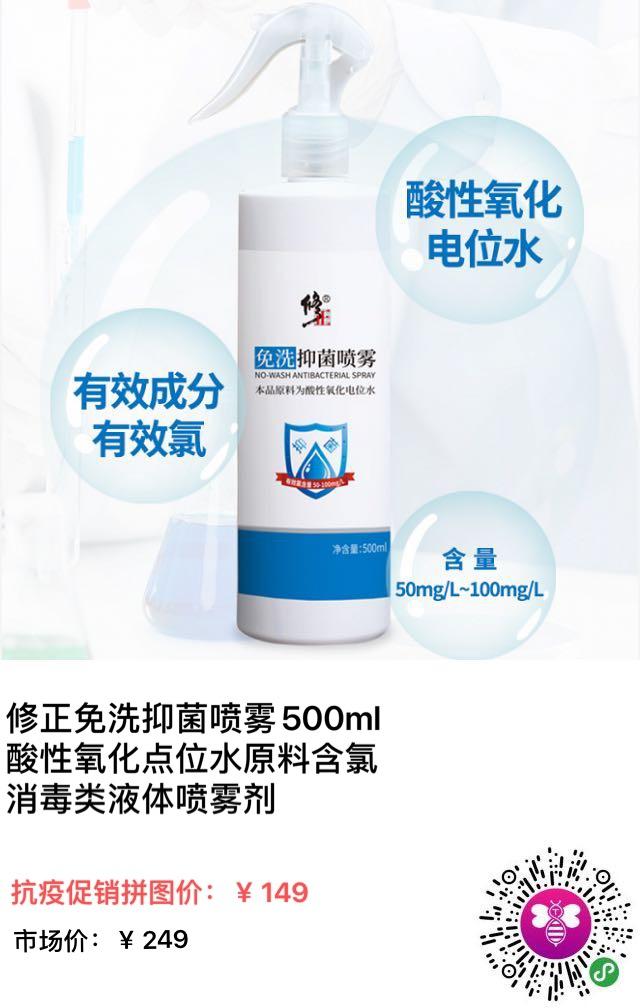 酸性氧化
电位水
修®
免洗抑菌喷雾
NO-WASH ANTIBACTERIAL SPRAY
本品原料为酸性氧化电位水
有效成分
有效氯
抑菌
有效氯含量50-100mg/L
净含量:500ml
含量
50mg/L~100mg/L
修正免洗抑菌喷雾500ml
酸性氧化点位水原料含氯
消毒类液体喷雾剂
抗疫促销拼图价：￥149
市场价：￥249